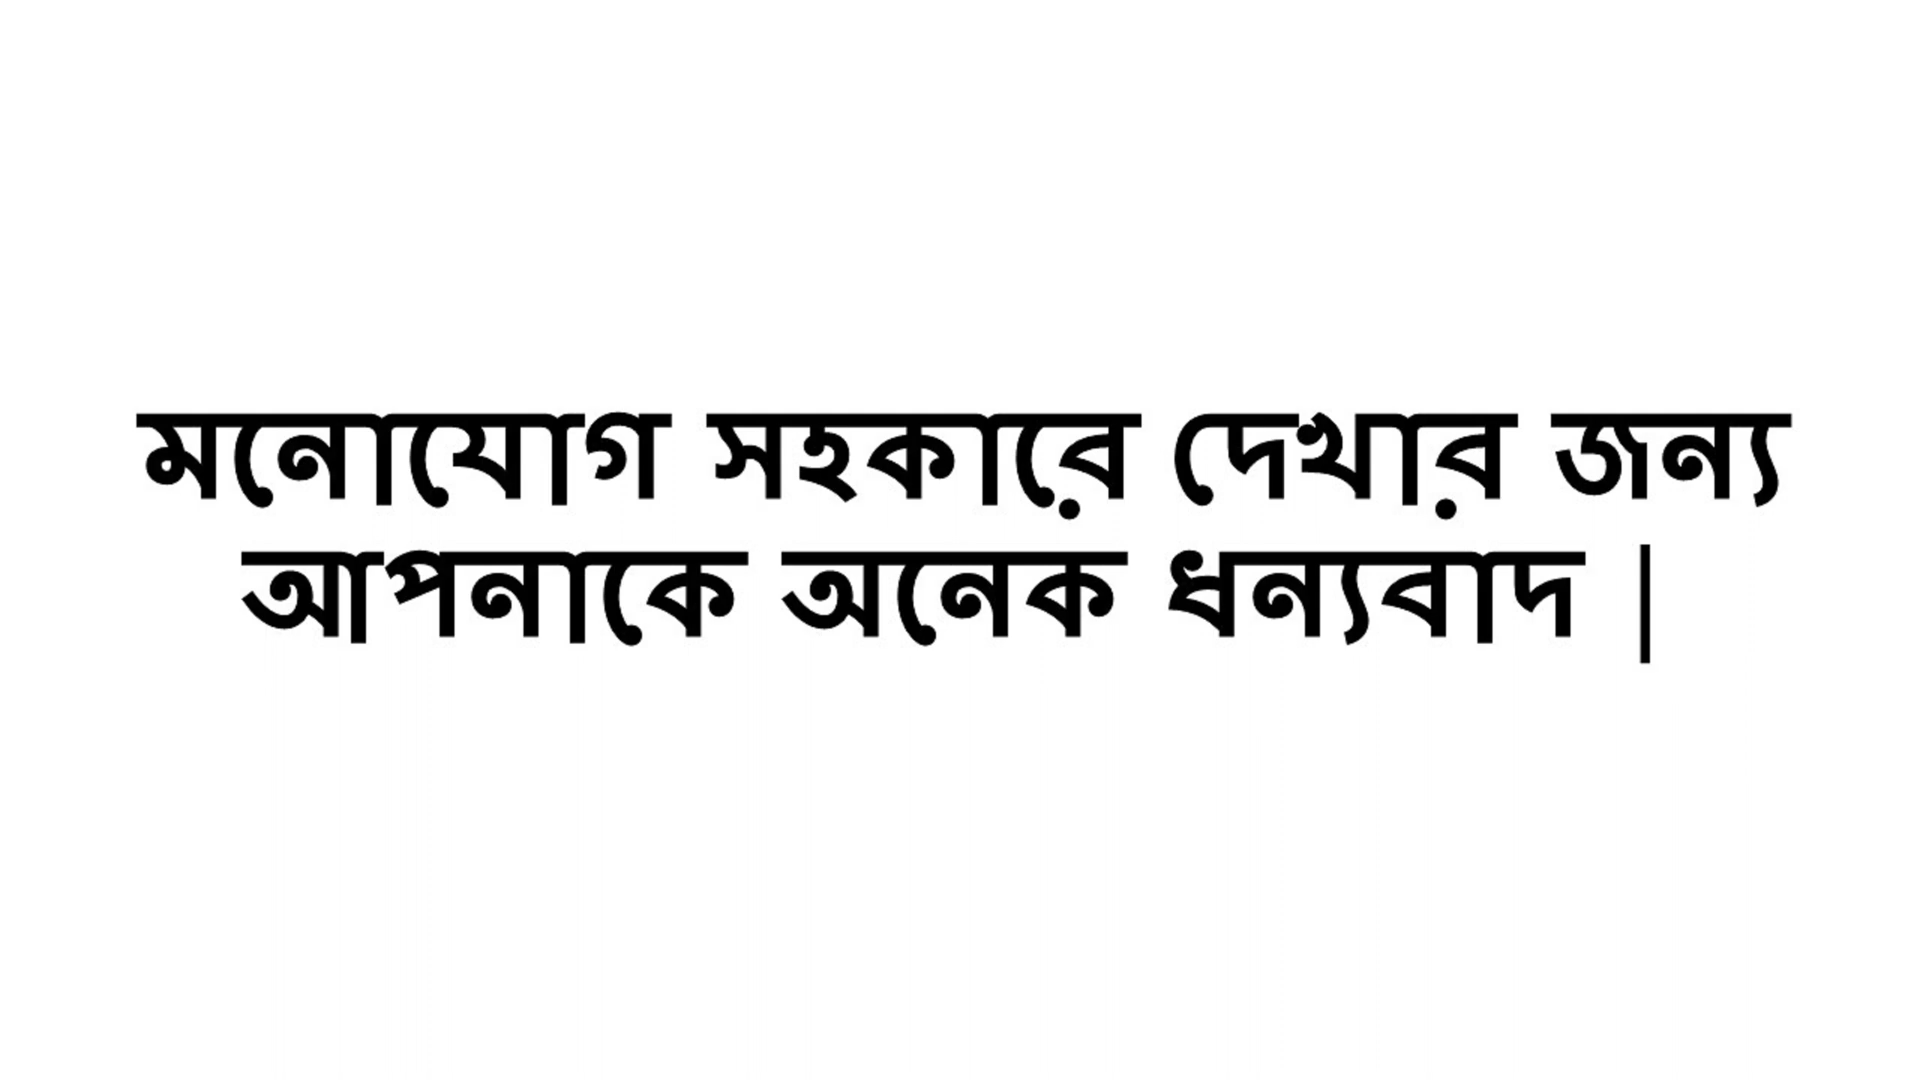 মনোযোগ সহকারে দেখার জন্য
আপনাকে অনেক ধন্যবাদ |